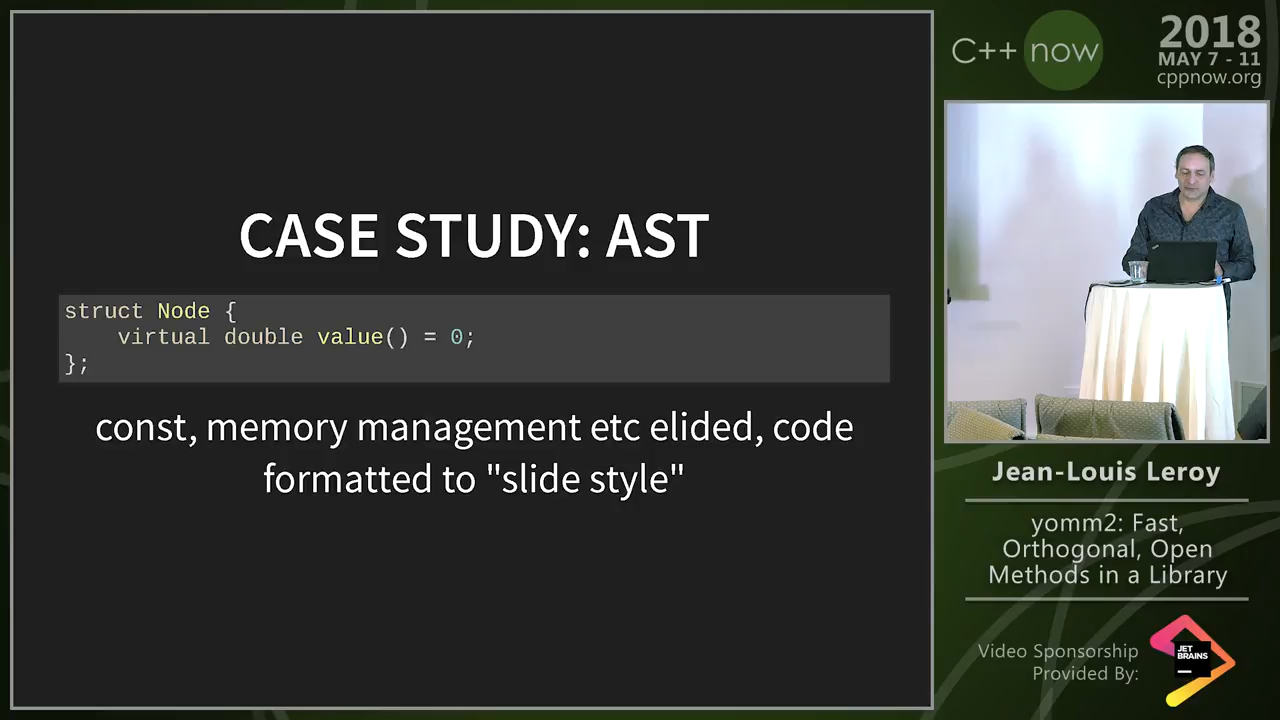 CASE STUDY: AST
struct Node {
    virtual double value() = 0;
};
const, memory management etc elided, code
formatted to "slide style"
C++ now
2018
MAY 7 - 11
cppnow.org
Jean-Louis Leroy
yomm2: Fast,
Orthogonal, Open
Methods in a Library
Video Sponsorship
Provided By:
JET
BRAINS